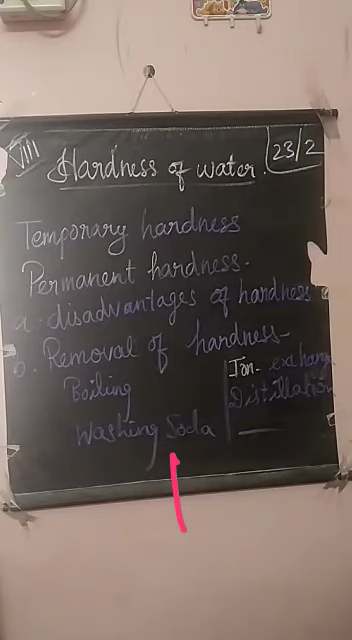 VIII
23/2
Hardness of water.
Temporary hardness
Permanent hardness.
a. disadvantages of hardness
b. Removal of hardness-
Boiling
Washing Soda
Ion-exchange
Distillation